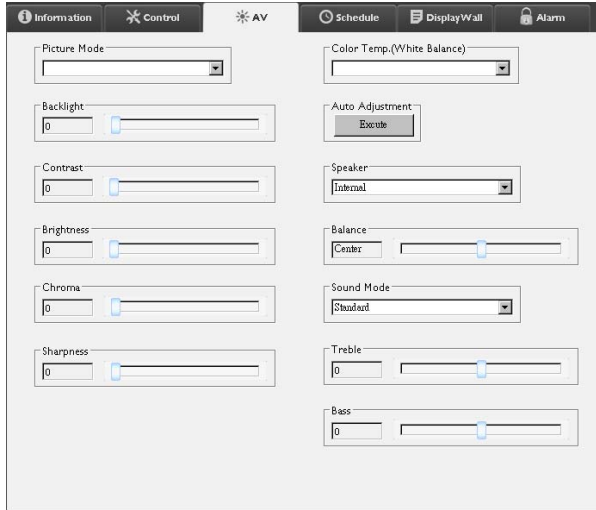 Information Control AV Schedule DisplayWall Alarm
Picture Mode
Backlight
0
Contrast
0
Brightness
0
Chroma
0
Sharpness
0
Color Temp.(White Balance)
Auto Adjustment
Excute
Speaker
Internal
Balance
Center
Sound Mode
Standard
Treble
0
Bass
0